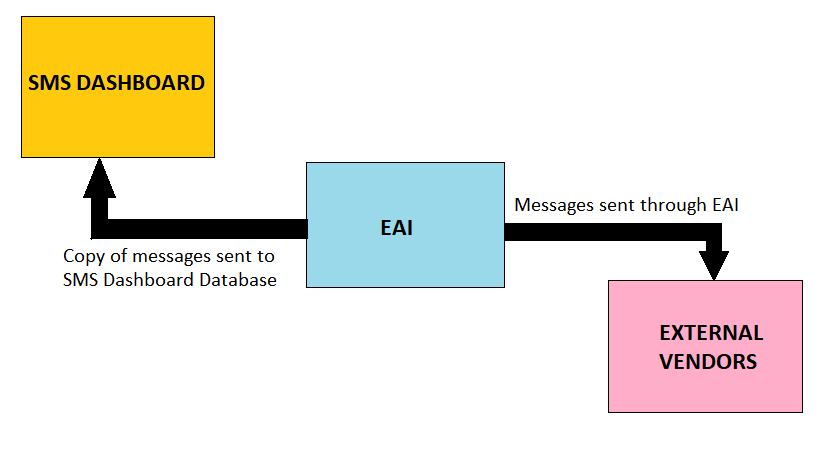 SMS DASHBOARD
EAI
Messages sent through EAI
Copy of messages sent to
SMS Dashboard Database
EXTERNAL
VENDORS